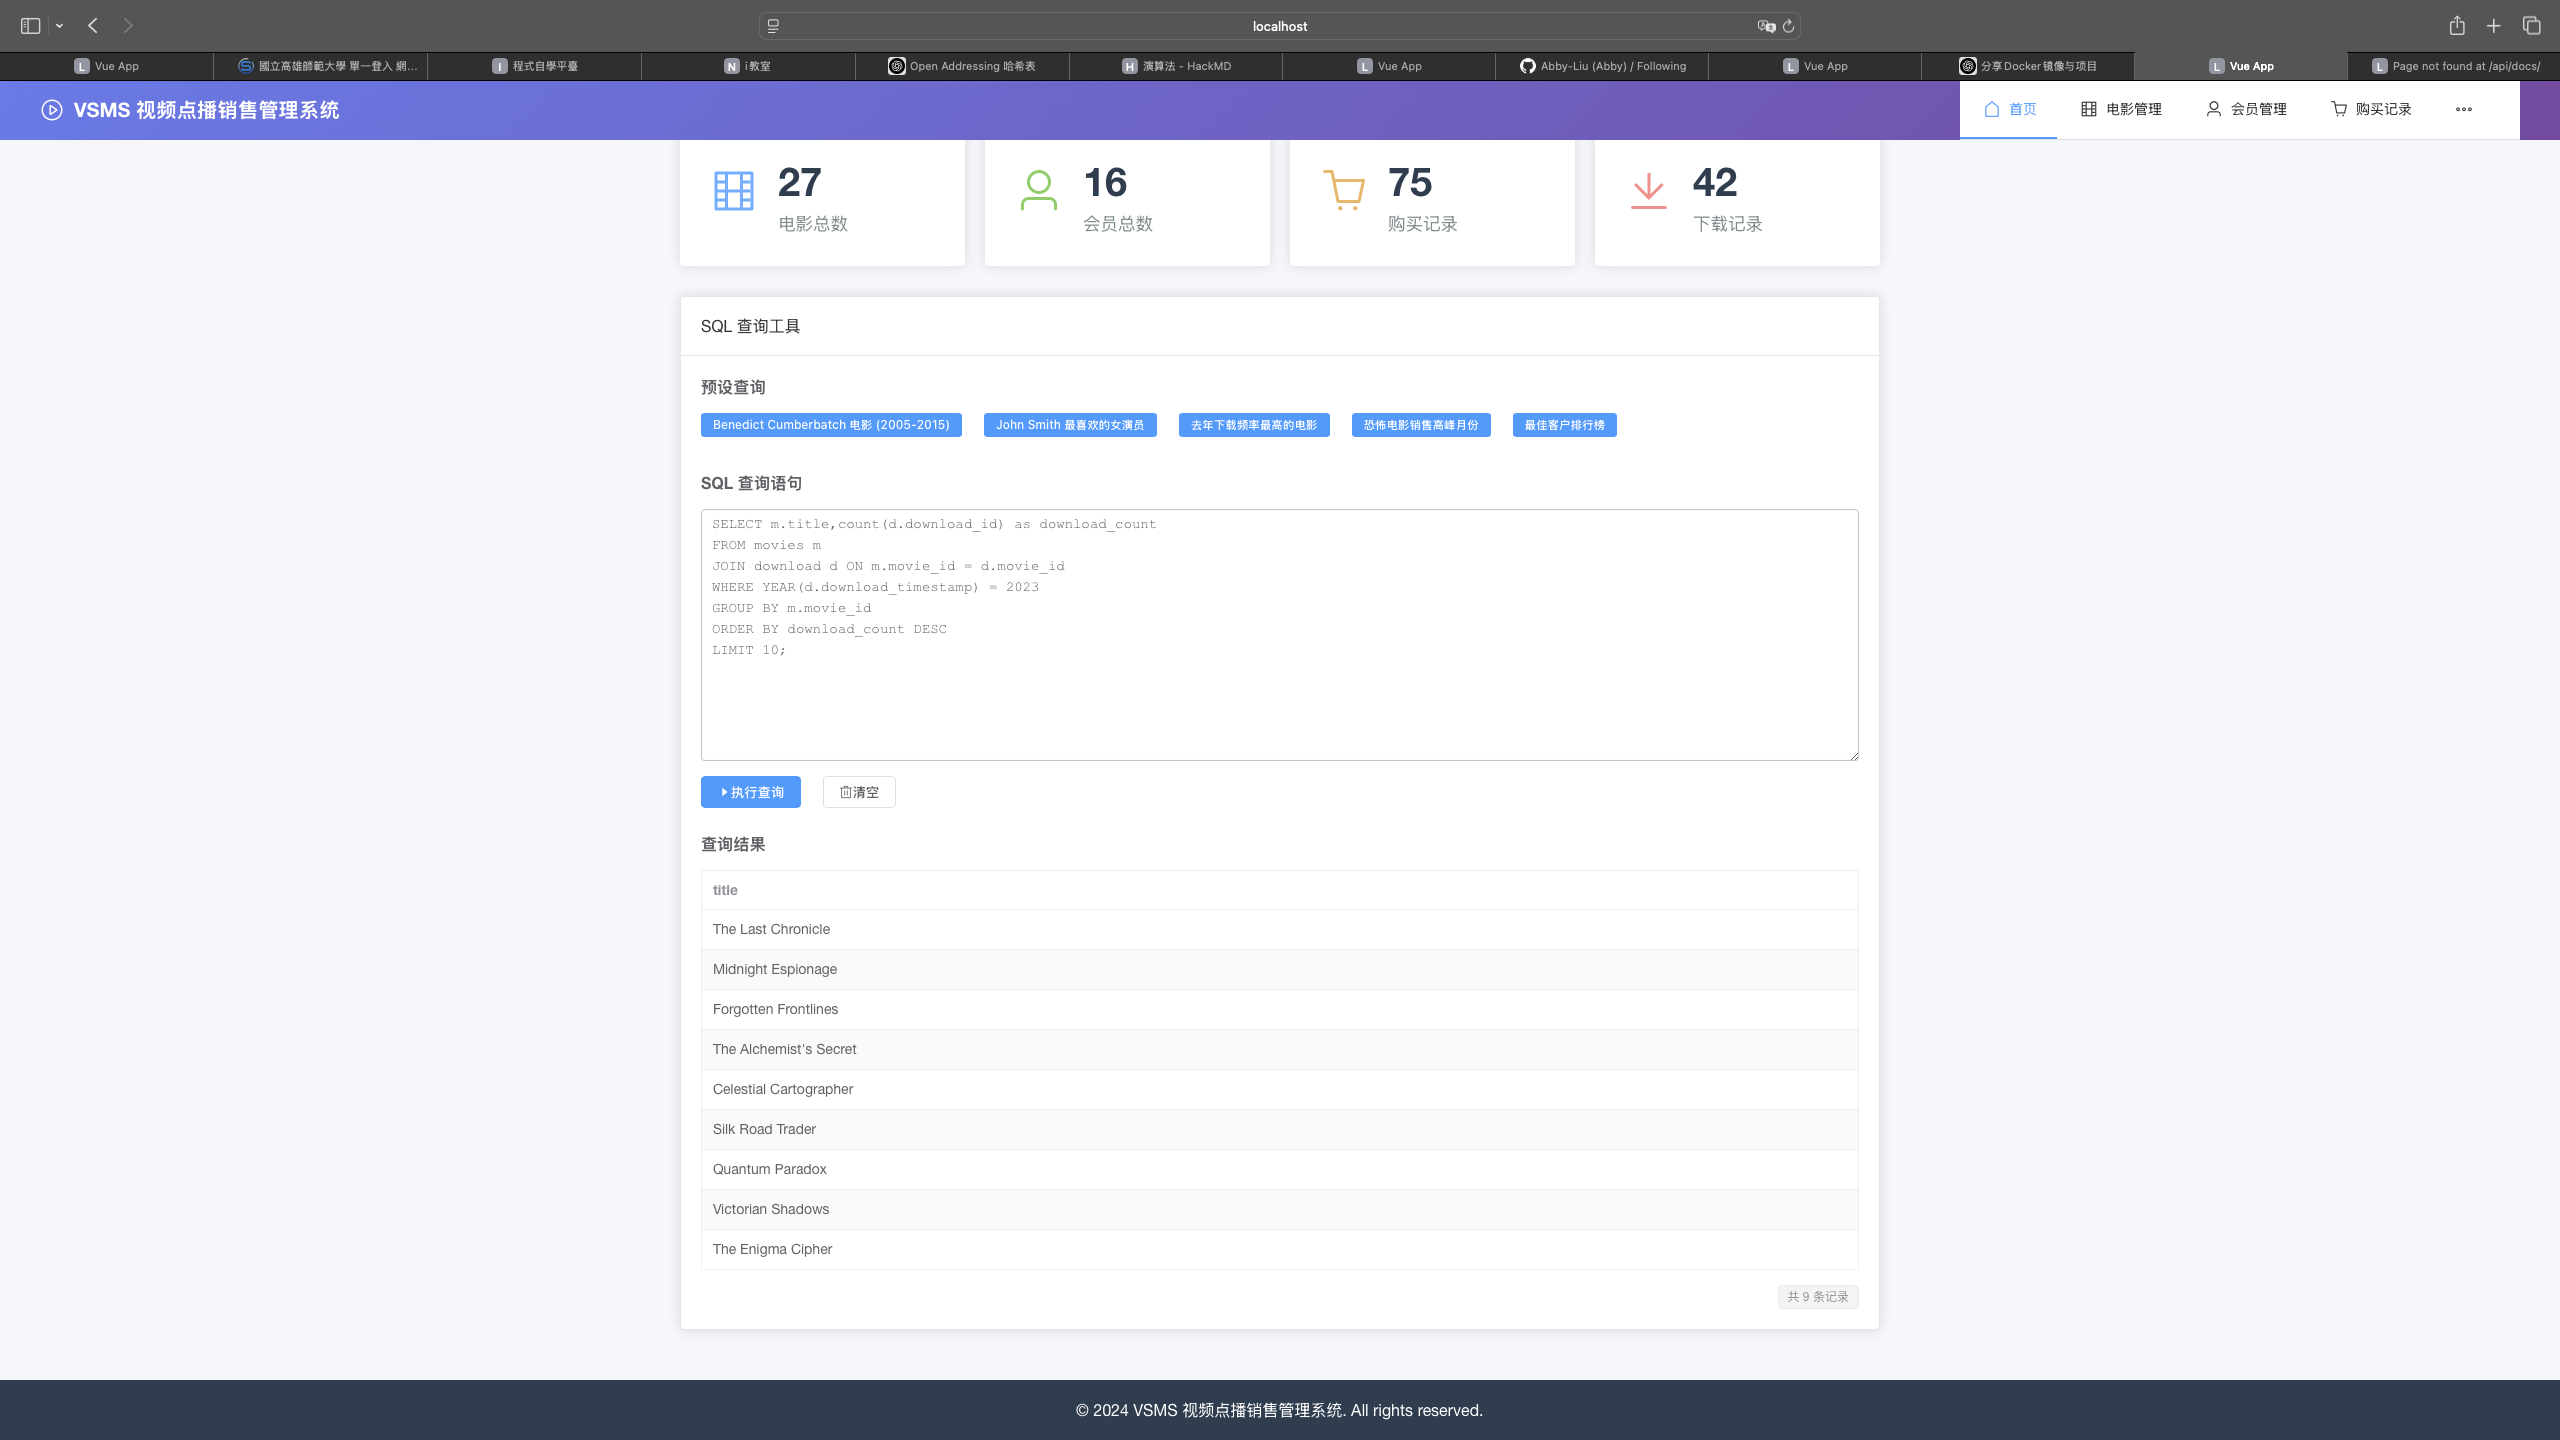 localhost
Vue App
國立高雄師範大學 單一登入 網...
程式自學平臺
i教室
Open Addressing 哈希表
演算法 - HackMD
Vue App
Abby-Liu (Abby) / Following
Vue App
分享Docker镜像与项目
Vue App
Page not found at /api/docs/
VSMS 视频点播销售管理系统
首页
电影管理
会员管理
购买记录
27
电影总数
16
会员总数
75
购买记录
42
下载记录
SQL 查询工具
预设查询
Benedict Cumberbatch 电影 (2005-2015)
John Smith 最喜欢的女演员
去年下载频率最高的电影
恐怖电影销售高峰月份
最佳客户排行榜
SQL 查询语句
SELECT m.title,count(d.download_id) as download_count
FROM movies m
JOIN download d ON m.movie_id = d.movie_id
WHERE YEAR(d.download_timestamp) = 2023
GROUP BY m.movie_id
ORDER BY download_count DESC
LIMIT 10;
执行查询
清空
查询结果
title
The Last Chronicle
Midnight Espionage
Forgotten Frontlines
The Alchemist's Secret
Celestial Cartographer
Silk Road Trader
Quantum Paradox
Victorian Shadows
The Enigma Cipher
共 9 条记录
© 2024 VSMS 视频点播销售管理系统. All rights reserved.